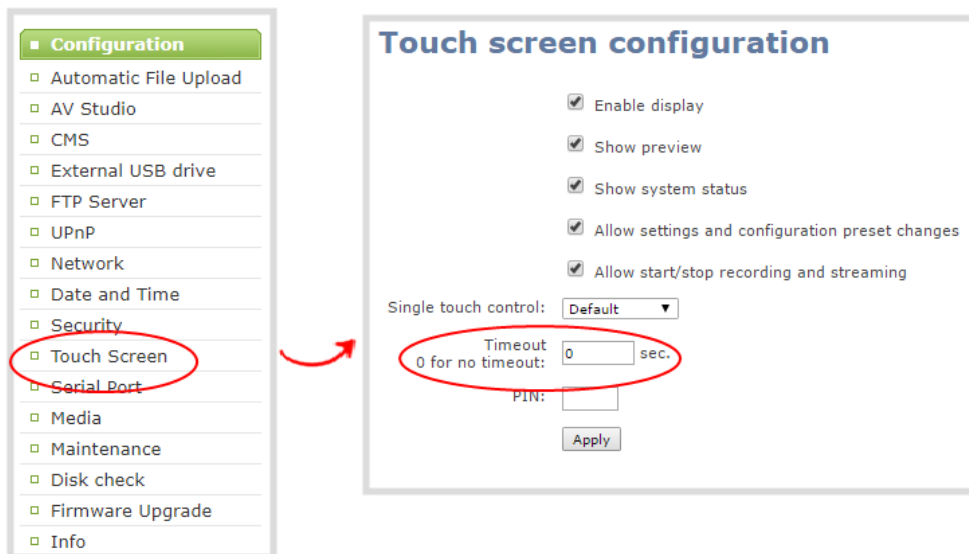 Configuration
Automatic File Upload
AV Studio
CMS
External USB drive
FTP Server
UPnP
Network
Date and Time
Security
Touch Screen
Serial Port
Media
Maintenance
Disk check
Firmware Upgrade
Info
Touch screen configuration
Enable display
Show preview
Show system status
Allow settings and configuration preset changes
Allow start/stop recording and streaming
Single touch control: Default
Timeout
0 for no timeout: 0 sec.
PIN:
Apply